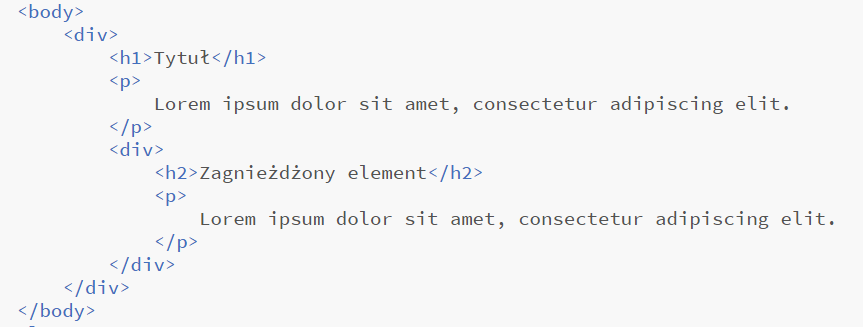 <body>
<div>
<h1>Tytuł</h1>
<p>
Lorem ipsum dolor sit amet, consectetur adipiscing elit.
</p>
<div>
<h2>Zagnieżdżony element</h2>
<p>
Lorem ipsum dolor sit amet, consectetur adipiscing elit.
</p>
</div>
</div>
</body>